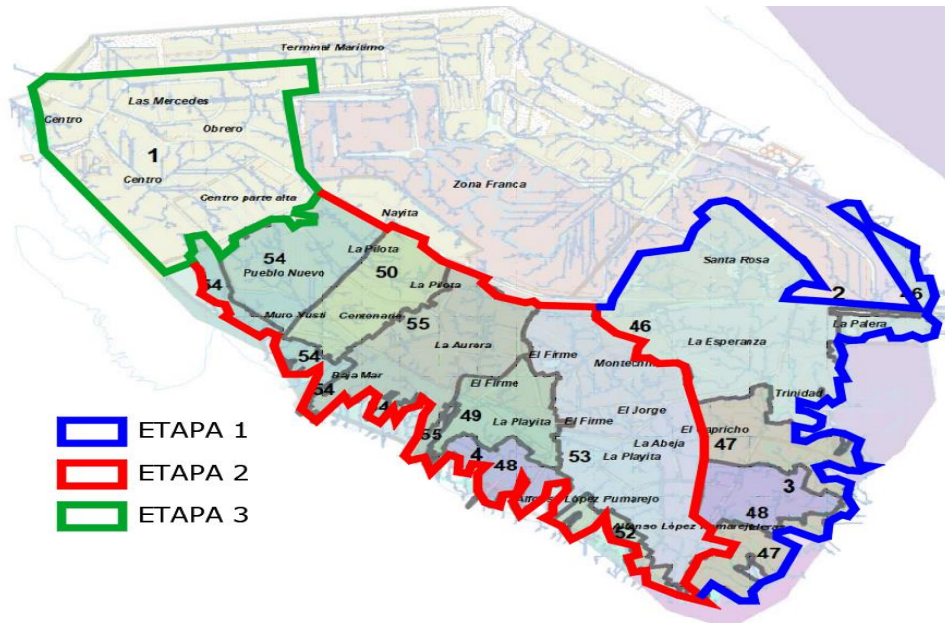 Terminal Marítimo
Las Mercedes
Centro
Obrero
1
Centro
Zona Franca
Centro parte alta
Nayita
La Pilota
Santa Rosa
54
Pueblo Nuevo
50
54
La Pilota
2
46
Muro Yusti
Centenario
55
46
La Palera
La Aurora
La Esperanza
54
El Firme
Montechino
Baja Mar
54
El Firme
Trinidad
4
El Jorge
49
La Playita
El Firme
El Capricho
55
La Abeja
47
4
53
La Playita
48
3
Alfonso López Pumarejo
48
52
Alfonso López Pumarejo
47
ETAPA 1
ETAPA 2
ETAPA 3